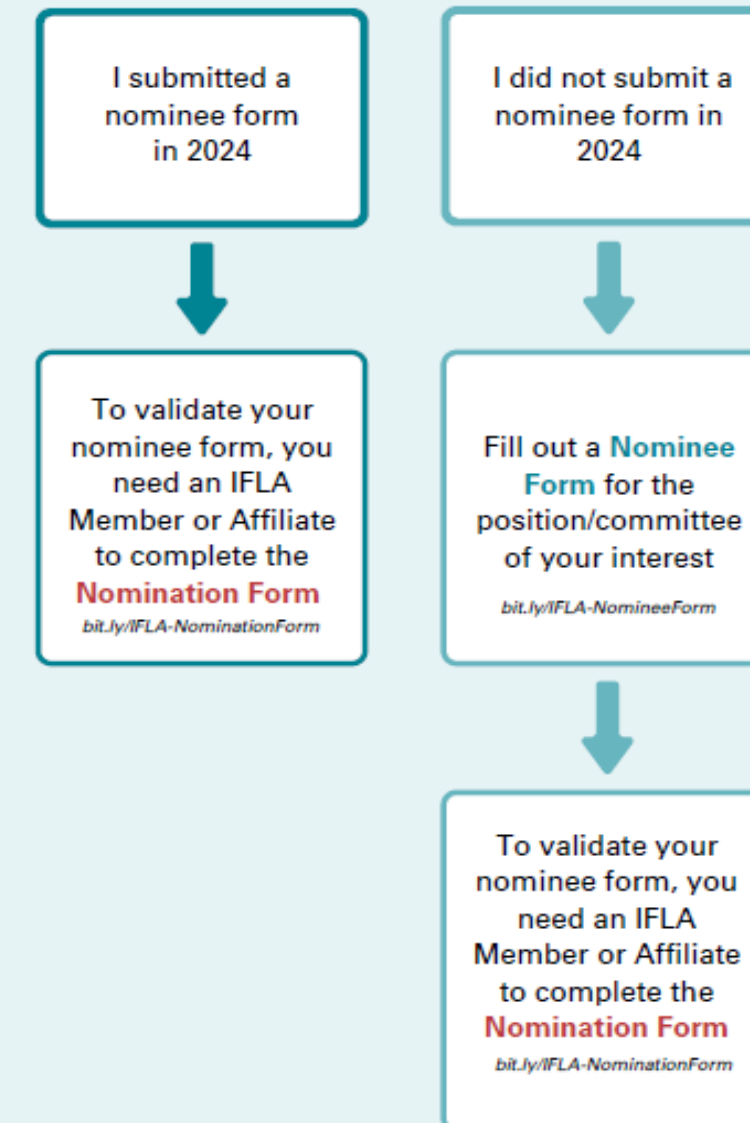 I submitted a
nominee form
in 2024
To validate your
nominee form, you
need an IFLA
Member or Affiliate
to complete the
Nomination Form
bit.ly/IFLA-NominationForm
I did not submit a
nominee form in
2024
Fill out a Nominee
Form for the
position/committee
of your interest
bit.ly/IFLA-NomineeForm
To validate your
nominee form, you
need an IFLA
Member or Affiliate
to complete the
Nomination Form
bit.ly/IFLA-NominationForm